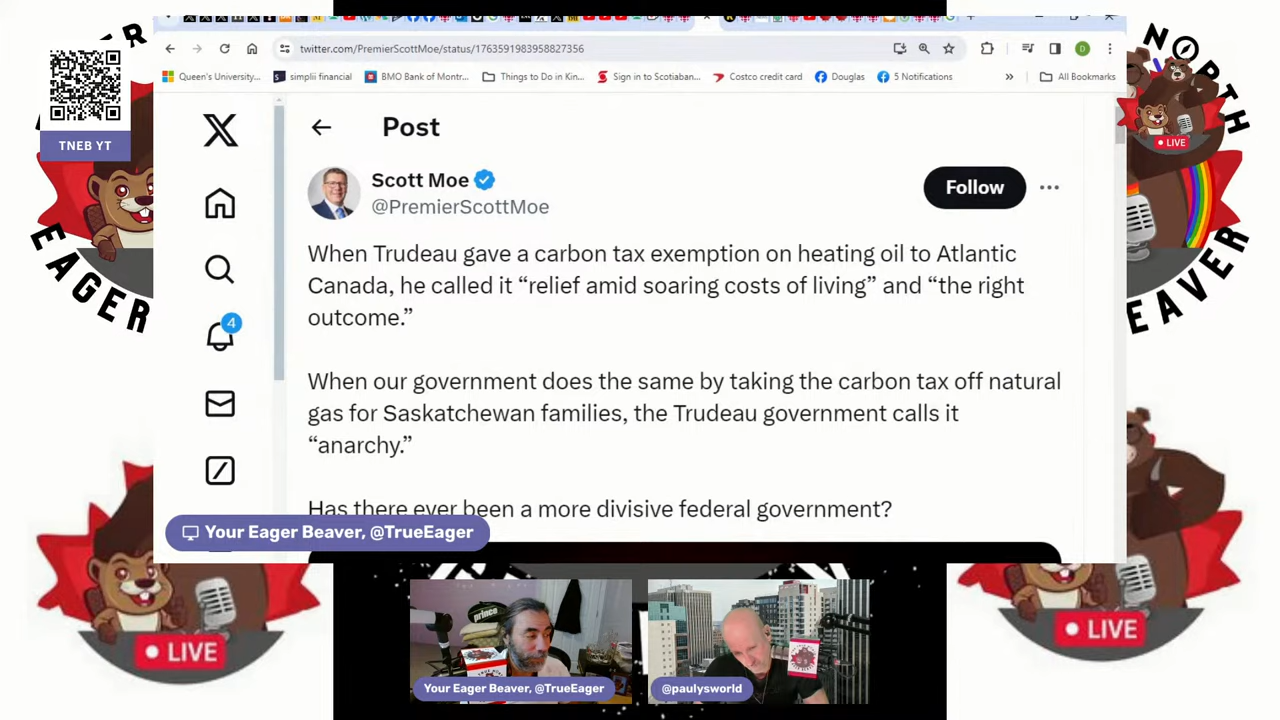 twitter.com/PremierScottMoe/status/1763591983958827356
Queen's University...
simplii financial
BMO Bank of Montr...
Things to Do in Kin...
Sign in to Scotiaban...
Costco credit card
Douglas
5 Notifications
»
All Bookmarks
TNEB YT
NORTH
EAGER
BEAVER
LIVE
Post
Scott Moe
@PremierScottMoe
Follow
When Trudeau gave a carbon tax exemption on heating oil to Atlantic
Canada, he called it “relief amid soaring costs of living” and “the right
outcome.”
4
When our government does the same by taking the carbon tax off natural
gas for Saskatchewan families, the Trudeau government calls it
“anarchy.”
Has there ever been a more divisive federal government?
Your Eager Beaver, @TrueEager
prince
LIVE
LIVE
Your Eager Beaver, @TrueEager
@paulysworld